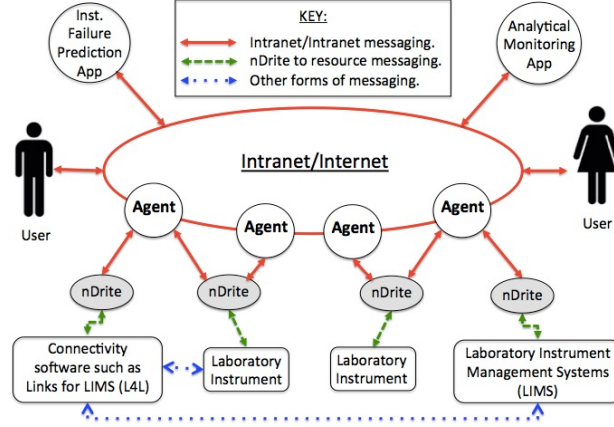 Inst.
Failure
Prediction
App
KEY:
Intranet/Intranet messaging.
nDrite to resource messaging.
Other forms of messaging.
Analytical
Monitoring
App
Intranet/Internet
User
User
Agent
Agent
Agent
Agent
nDrite
nDrite
nDrite
nDrite
Connectivity
software such as
Links for LIMS (L4L)
Laboratory
Instrument
Laboratory
Instrument
Laboratory Instrument
Management Systems
(LIMS)